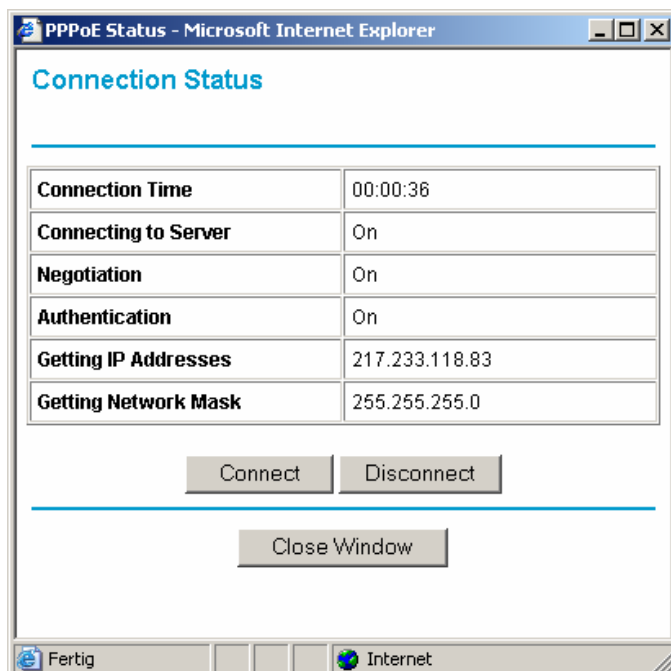 PPPoE Status - Microsoft Internet Explorer
Connection Status
Connection Time 00:00:36
Connecting to Server On
Negotiation On
Authentication On
Getting IP Addresses 217.233.118.83
Getting Network Mask 255.255.255.0
Connect Disconnect
Close Window
Fertig Internet